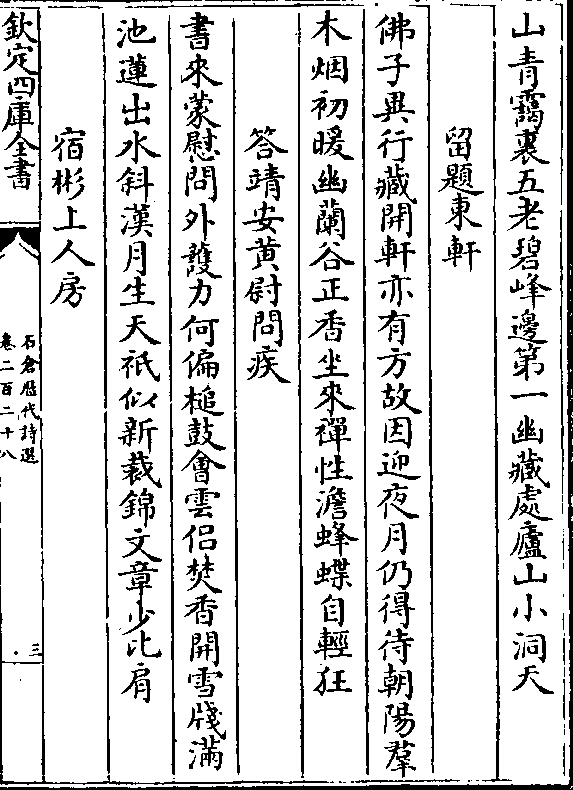 山青靄裏五老碧峰邊第一幽藏處廬山小洞天
留題東軒
佛子異行藏開軒亦有方故因迎夜月仍得待朝陽羣
木烟初暖幽蘭谷正香坐來禪性澹蜂蝶自輕狂
答靖安黄尉問疾
書來蒙慰問外護力何偏槌鼓會雲侣焚香開雪牋滿
池蓮出水斜漢月生天祇似新裁錦文章少比肩
宿彬上人房
欽定四庫全書
石倉歴代詩選
卷二百二十八
三